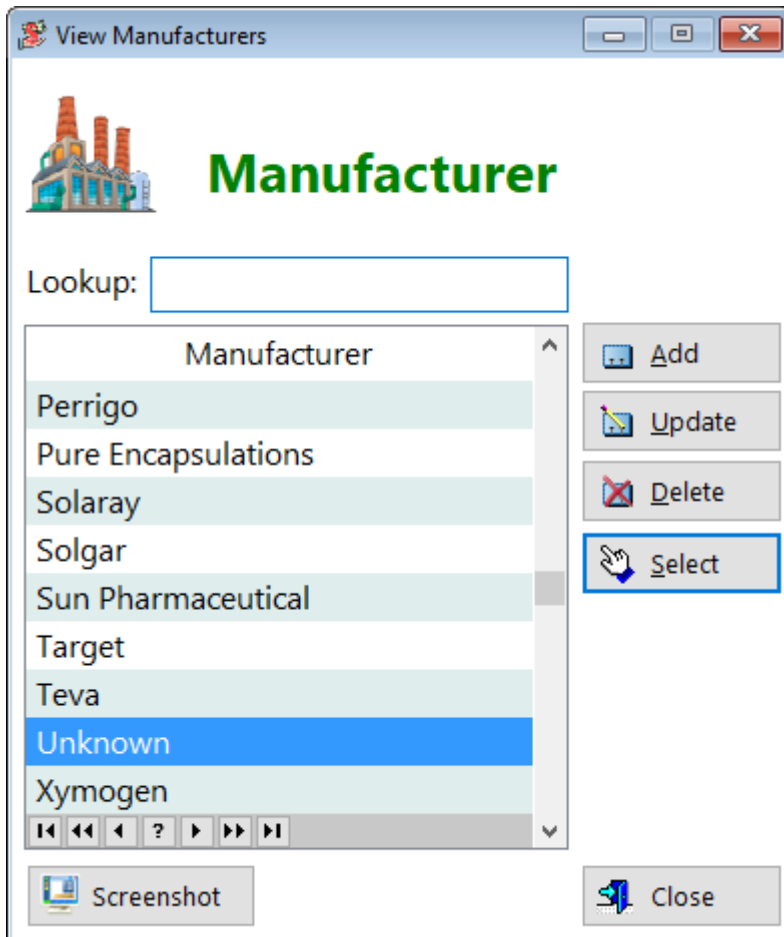 View Manufacturers
Manufacturer
Lookup:
Manufacturer
Perrigo
Pure Encapsulations
Solaray
Solgar
Sun Pharmaceutical
Target
Teva
Unknown
Xymogen
?
Add
Update
Delete
Select
Screenshot
Close